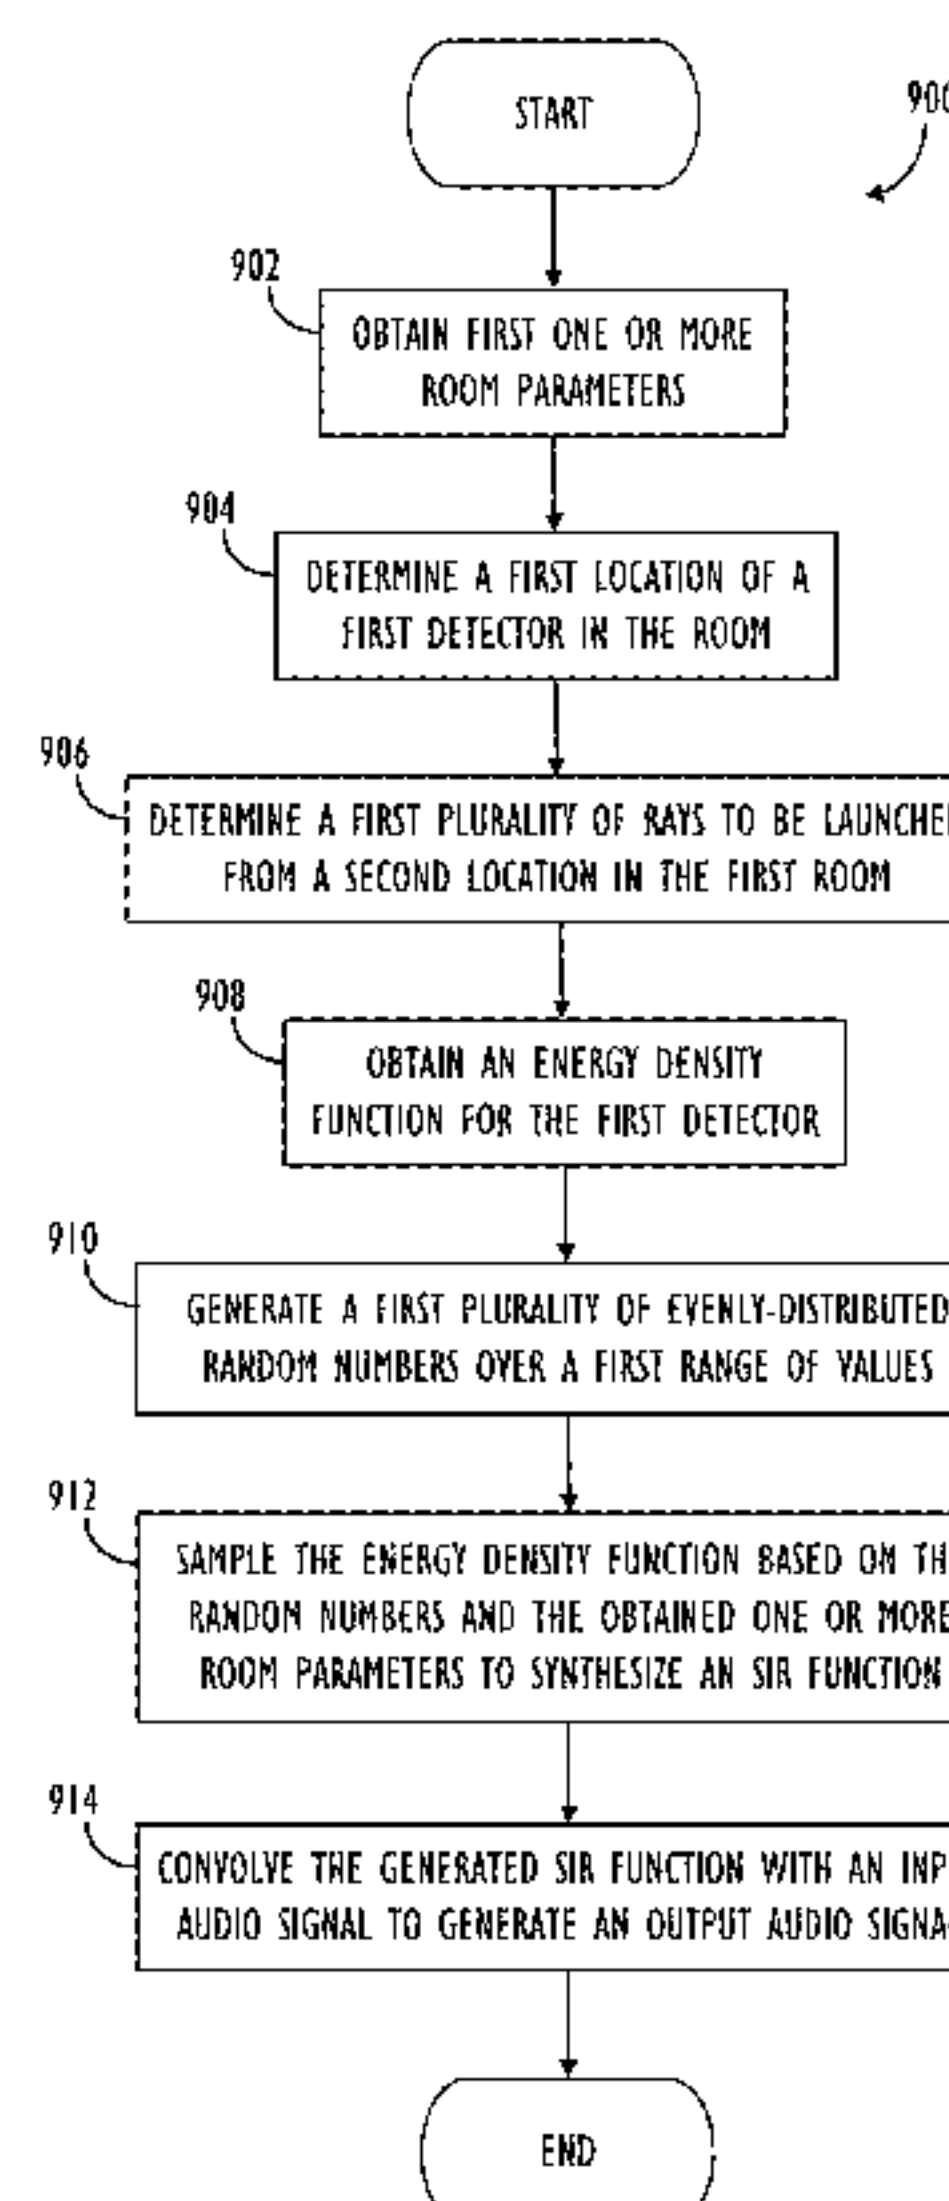 START
900
902
OBTAIN FIRST ONE OR MORE
ROOM PARAMETERS
904
DETERMINE A FIRST LOCATION OF A
FIRST DETECTOR IN THE ROOM
906
DETERMINE A FIRST PLURALITY OF RAYS TO BE
FROM A SECOND LOCATION IN THE FIRST ROOM
908
OBTAIN AN ENERGY DENSITY
FUNCTION FOR THE FIRST DETECTOR
910
GENERATE A FIRST PLURALITY OF EVENLY-DISTRIBUTED
RANDOM NUMBERS OVER A FIRST RANGE OF VALUES
912
SAMPLE THE ENERGY DENSITY FUNCTION BASED ON
RANDOM NUMBERS AND THE OBTAINED ONE OR MORE
ROOM PARAMETERS TO SYNTHESIZE AN SIR FUNCTION
914
CONVOLVE THE GENERATED SIR FUNCTION WITH AN
AUDIO SIGNAL TO GENERATE AN OUTPUT AUDIO
END